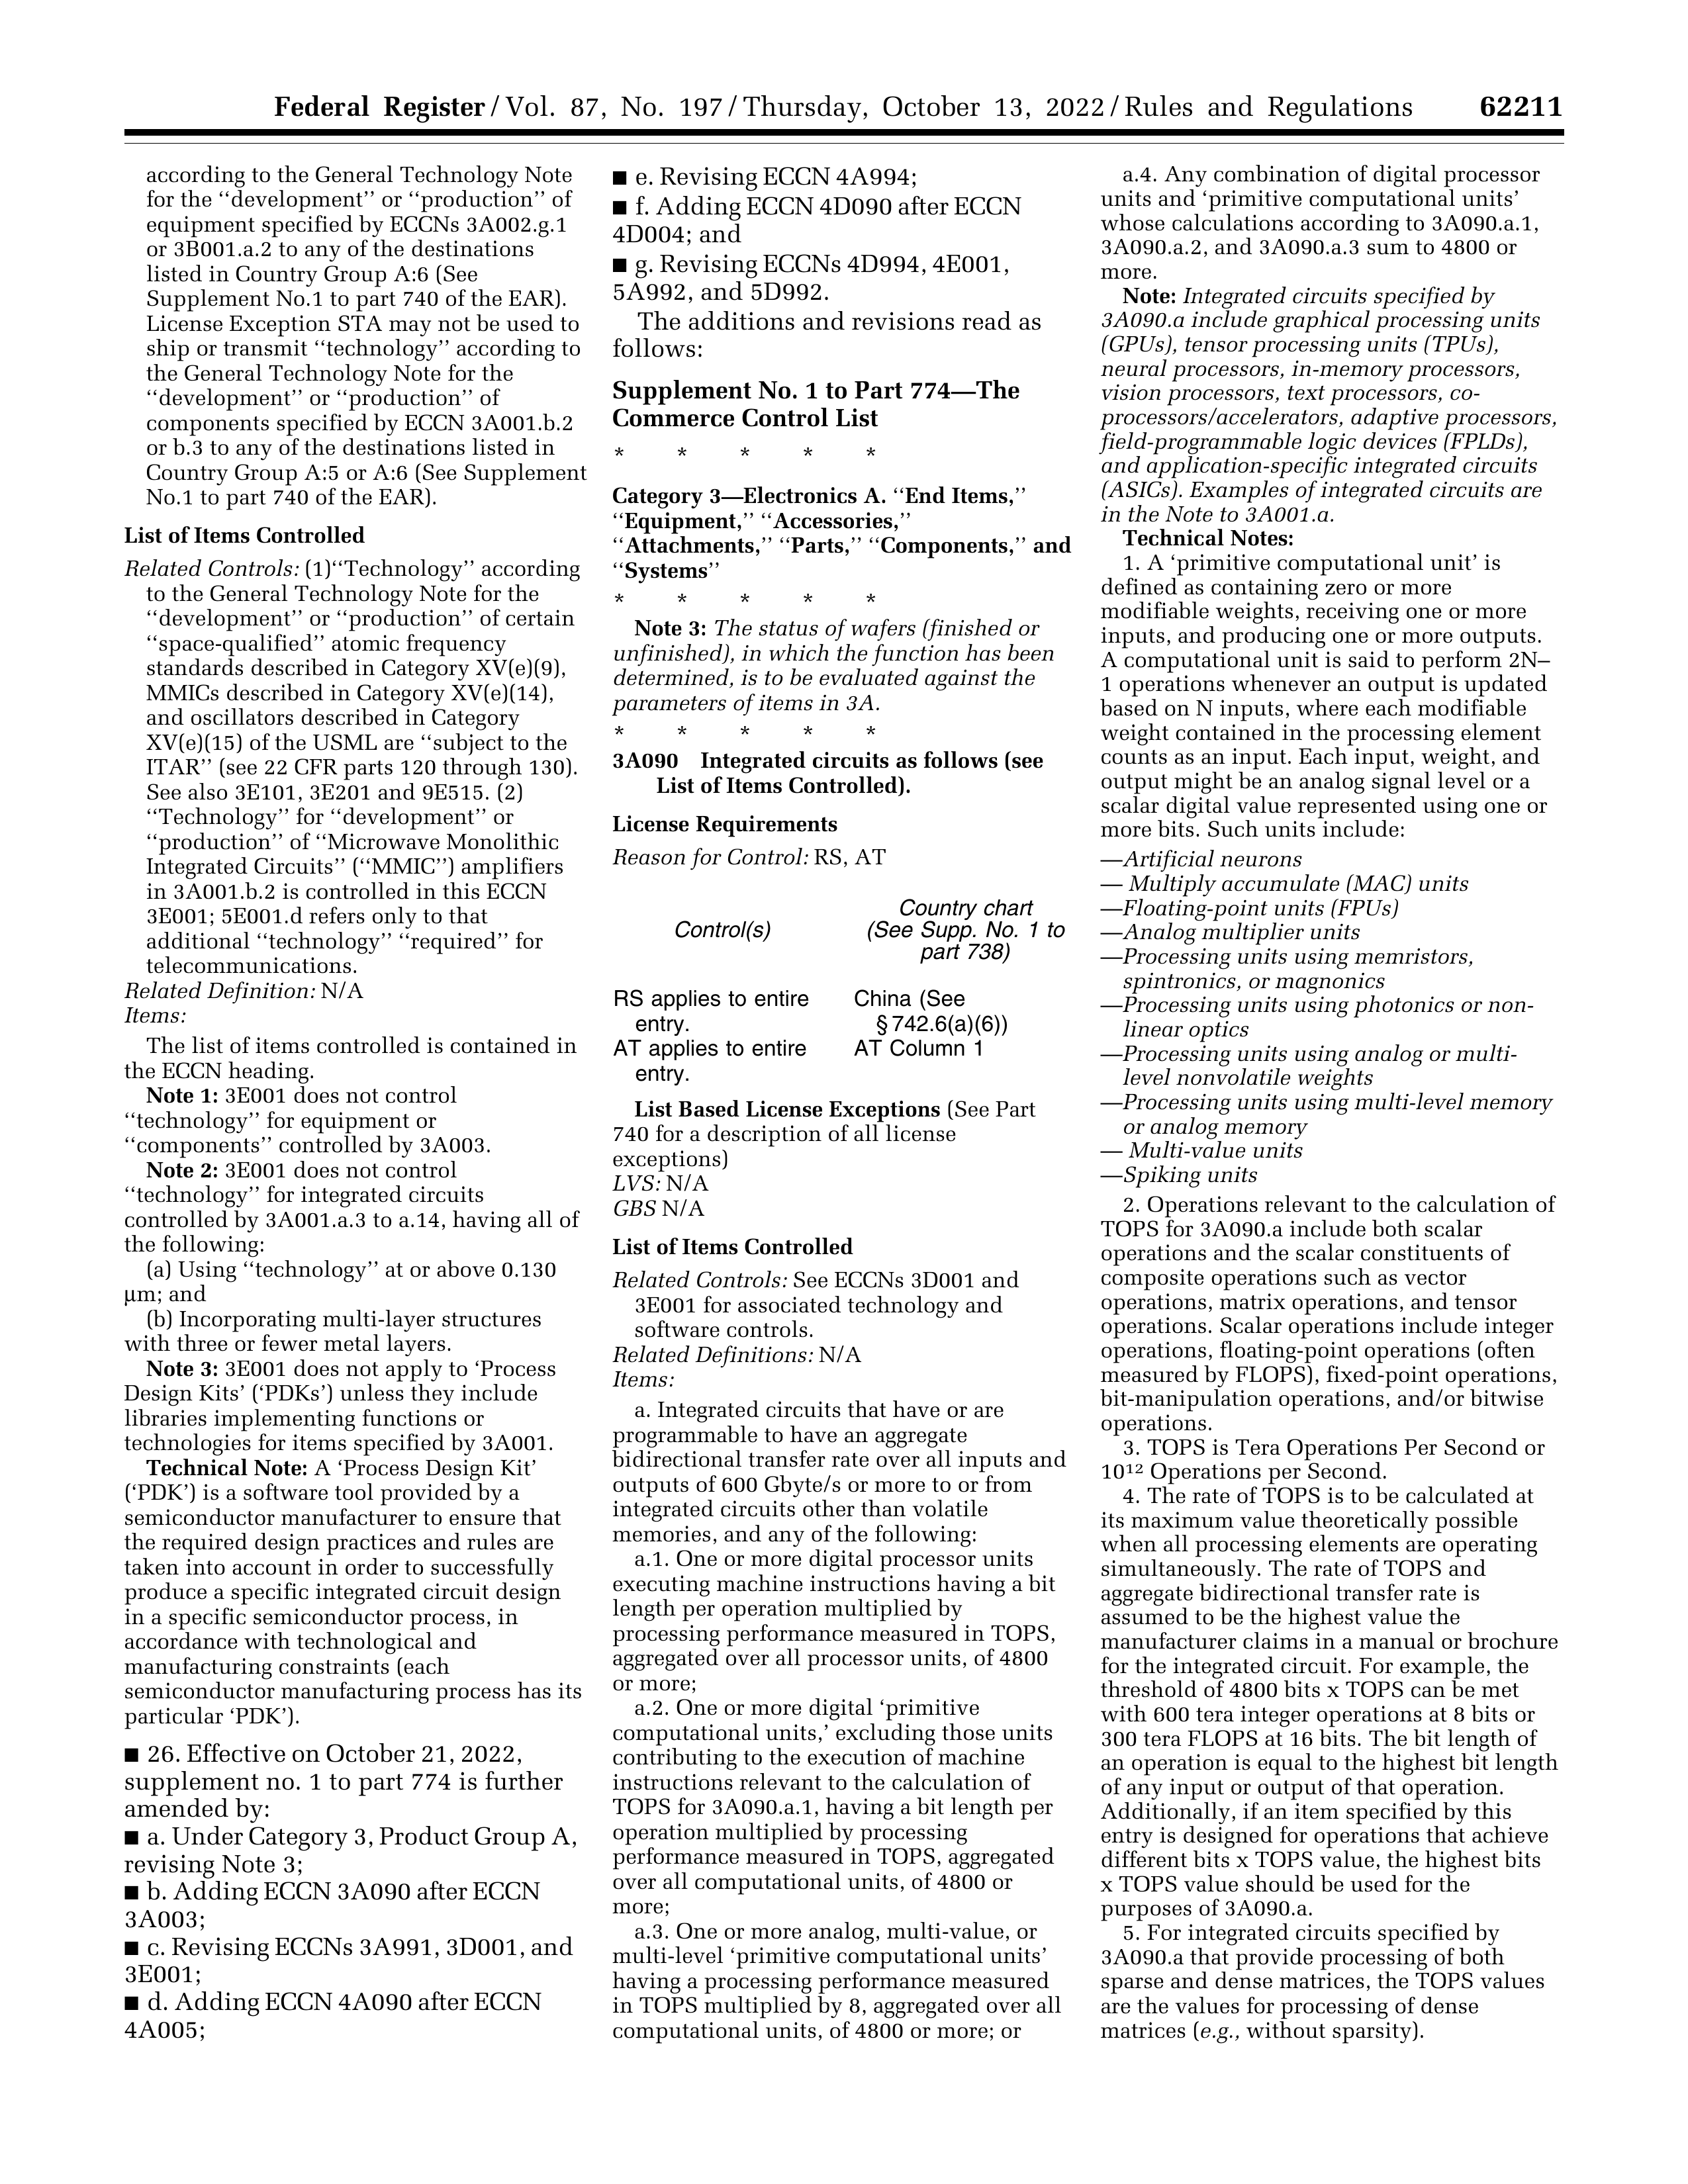 Federal Register / Vol. 87, No. 197 / Thursday, October 13, 2022 / Rules and Regulations 62211
according to the General Technology Note
for the ‘‘development’’ or ‘‘production’’ of
equipment specified by ECCNs 3A002.g.1
or 3B001.a.2 to any of the destinations
listed in Country Group A:6 (See
Supplement No.1 to part 740 of the EAR).
License Exception STA may not be used to
ship or transmit ‘‘technology’’ according to
the General Technology Note for the
‘‘development’’ or ‘‘production’’ of
components specified by ECCN 3A001.b.2
or b.3 to any of the destinations listed in
Country Group A:5 or A:6 (See Supplement
No.1 to part 740 of the EAR).
List of Items Controlled
Related Controls: (1)‘‘Technology’’ according
to the General Technology Note for the
‘‘development’’ or ‘‘production’’ of certain
‘‘space-qualified’’ atomic frequency
standards described in Category XV(e)(9),
MMICs described in Category XV(e)(14),
and oscillators described in Category
XV(e)(15) of the USML are ‘‘subject to the
ITAR’’ (see 22 CFR parts 120 through 130).
See also 3E101, 3E201 and 9E515. (2)
‘‘Technology’’ for ‘‘development’’ or
‘‘production’’ of ‘‘Microwave Monolithic
Integrated Circuits’’ (‘‘MMIC’’) amplifiers
in 3A001.b.2 is controlled in this ECCN
3E001; 5E001.d refers only to that
additional ‘‘technology’’ ‘‘required’’ for
telecommunications.
Related Definition: N/A
Items:
The list of items controlled is contained in
the ECCN heading.
Note 1: 3E001 does not control
‘‘technology’’ for equipment or
‘‘components’’ controlled by 3A003.
Note 2: 3E001 does not control
‘‘technology’’ for integrated circuits
controlled by 3A001.a.3 to a.14, having all of
the following:
(a) Using ‘‘technology’’ at or above 0.130
µm; and
(b) Incorporating multi-layer structures
with three or fewer metal layers.
Note 3: 3E001 does not apply to ‘Process
Design Kits’ (‘PDKs’) unless they include
libraries implementing functions or
technologies for items specified by 3A001.
Technical Note: A ‘Process Design Kit’
(‘PDK’) is a software tool provided by a
semiconductor manufacturer to ensure that
the required design practices and rules are
taken into account in order to successfully
produce a specific integrated circuit design
in a specific semiconductor process, in
accordance with technological and
manufacturing constraints (each
semiconductor manufacturing process has its
particular ‘PDK’).
■ 26. Effective on October 21, 2022,
supplement no. 1 to part 774 is further
amended by:
■ a. Under Category 3, Product Group A,
revising Note 3;
■ b. Adding ECCN 3A090 after ECCN
3A003;
■ c. Revising ECCNs 3A991, 3D001, and
3E001;
■ d. Adding ECCN 4A090 after ECCN
4A005;
■ e. Revising ECCN 4A994;
■ f. Adding ECCN 4D090 after ECCN
4D004; and
■ g. Revising ECCNs 4D994, 4E001,
5A992, and 5D992.
The additions and revisions read as
follows:
Supplement No. 1 to Part 774—The
Commerce Control List
* * * * *
Category 3—Electronics A. ‘‘End Items,’’
‘‘Equipment,’’ ‘‘Accessories,’’
‘‘Attachments,’’ ‘‘Parts,’’ ‘‘Components,’’ and
‘‘Systems’’
* * * * *
Note 3: The status of wafers (finished or
unfinished), in which the function has been
determined, is to be evaluated against the
parameters of items in 3A.
* * * * *
3A090 Integrated circuits as follows (see
List of Items Controlled).
License Requirements
Reason for Control: RS, AT
Control(s)
Country chart
(See Supp. No. 1 to
part 738)
RS applies to entire
entry.
China (See
§ 742.6(a)(6))
AT applies to entire
entry.
AT Column 1
List Based License Exceptions (See Part
740 for a description of all license
exceptions)
LVS: N/A
GBS N/A
List of Items Controlled
Related Controls: See ECCNs 3D001 and
3E001 for associated technology and
software controls.
Related Definitions: N/A
Items:
a. Integrated circuits that have or are
programmable to have an aggregate
bidirectional transfer rate over all inputs and
outputs of 600 Gbyte/s or more to or from
integrated circuits other than volatile
memories, and any of the following:
a.1. One or more digital processor units
executing machine instructions having a bit
length per operation multiplied by
processing performance measured in TOPS,
aggregated over all processor units, of 4800
or more;
a.2. One or more digital ‘primitive
computational units,’ excluding those units
contributing to the execution of machine
instructions relevant to the calculation of
TOPS for 3A090.a.1, having a bit length per
operation multiplied by processing
performance measured in TOPS, aggregated
over all computational units, of 4800 or
more;
a.3. One or more analog, multi-value, or
multi-level ‘primitive computational units’
having a processing performance measured
in TOPS multiplied by 8, aggregated over all
computational units, of 4800 or more; or
a.4. Any combination of digital processor
units and ‘primitive computational units’
whose calculations according to 3A090.a.1,
3A090.a.2, and 3A090.a.3 sum to 4800 or
more.
Note: Integrated circuits specified by
3A090.a include graphical processing units
(GPUs), tensor processing units (TPUs),
neural processors, in-memory processors,
vision processors, text processors, co-
processors/accelerators, adaptive processors,
field-programmable logic devices (FPLDs),
and application-specific integrated circuits
(ASICs). Examples of integrated circuits are
in the Note to 3A001.a.
Technical Notes:
1. A ‘primitive computational unit’ is
defined as containing zero or more
modifiable weights, receiving one or more
inputs, and producing one or more outputs.
A computational unit is said to perform 2N–
1 operations whenever an output is updated
based on N inputs, where each modifiable
weight contained in the processing element
counts as an input. Each input, weight, and
output might be an analog signal level or a
scalar digital value represented using one or
more bits. Such units include:
—Artificial neurons
— Multiply accumulate (MAC) units
—Floating-point units (FPUs)
—Analog multiplier units
—Processing units using memristors,
spintronics, or magnonics
—Processing units using photonics or non-
linear optics
—Processing units using analog or multi-
level nonvolatile weights
—Processing units using multi-level memory
or analog memory
— Multi-value units
—Spiking units
2. Operations relevant to the calculation of
TOPS for 3A090.a include both scalar
operations and the scalar constituents of
composite operations such as vector
operations, matrix operations, and tensor
operations. Scalar operations include integer
operations, floating-point operations (often
measured by FLOPS), fixed-point operations,
bit-manipulation operations, and/or bitwise
operations.
3. TOPS is Tera Operations Per Second or
10¹² Operations per Second.
4. The rate of TOPS is to be calculated at
its maximum value theoretically possible
when all processing elements are operating
simultaneously. The rate of TOPS and
aggregate bidirectional transfer rate is
assumed to be the highest value the
manufacturer claims in a manual or brochure
for the integrated circuit. For example, the
threshold of 4800 bits x TOPS can be met
with 600 tera integer operations at 8 bits or
300 tera FLOPS at 16 bits. The bit length of
an operation is equal to the highest bit length
of any input or output of that operation.
Additionally, if an item specified by this
entry is designed for operations that achieve
different bits x TOPS value, the highest bits
x TOPS value should be used for the
purposes of 3A090.a.
5. For integrated circuits specified by
3A090.a that provide processing of both
sparse and dense matrices, the TOPS values
are the values for processing of dense
matrices (e.g., without sparsity).